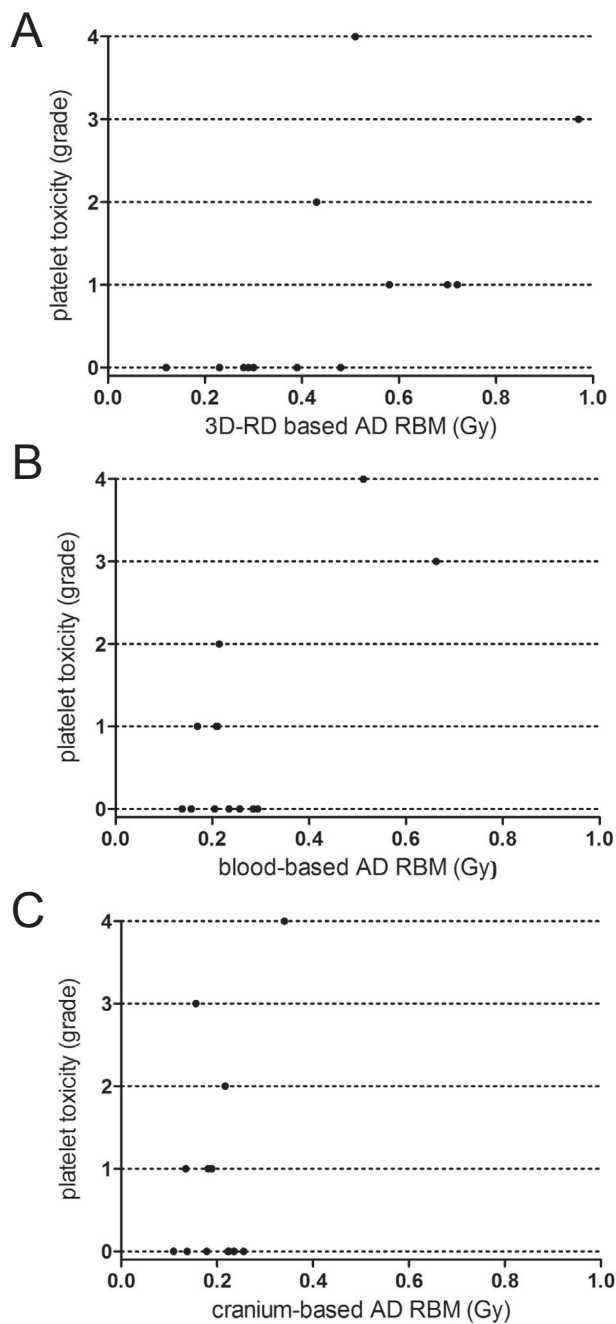 A
platelet toxicity (grade)
4
3
2
1
0
0.0 0.2 0.4 0.6 0.8 1.0
3D-RD based AD RBM (Gy)
B
platelet toxicity (grade)
4
3
2
1
0
0.0 0.2 0.4 0.6 0.8 1.0
blood-based AD RBM (Gy)
C
platelet toxicity (grade)
4
3
2
1
0
0.0 0.2 0.4 0.6 0.8 1.0
cranium-based AD RBM (Gy)